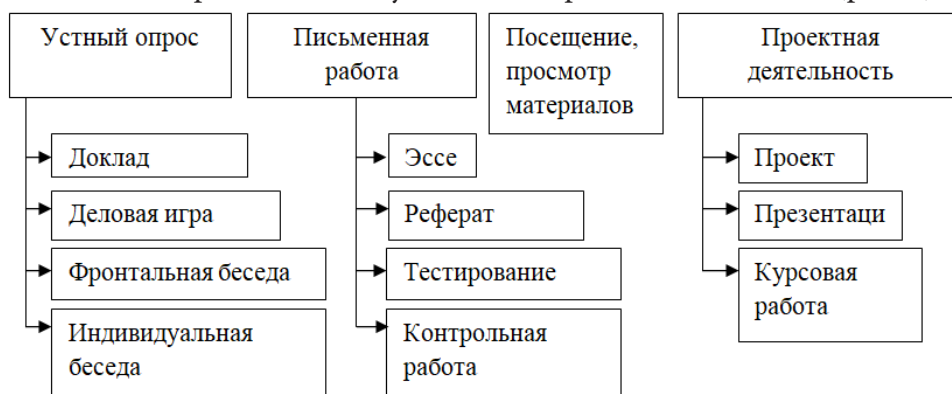 Устный опрос
Доклад
Деловая игра
Фронтальная беседа
Индивидуальная
беседа
Письменная
работа
Эссе
Реферат
Тестирование
Контрольная
работа
Посещение,
просмотр
материалов
Проектная
деятельность
Проект
Презентаци
Курсовая
работа